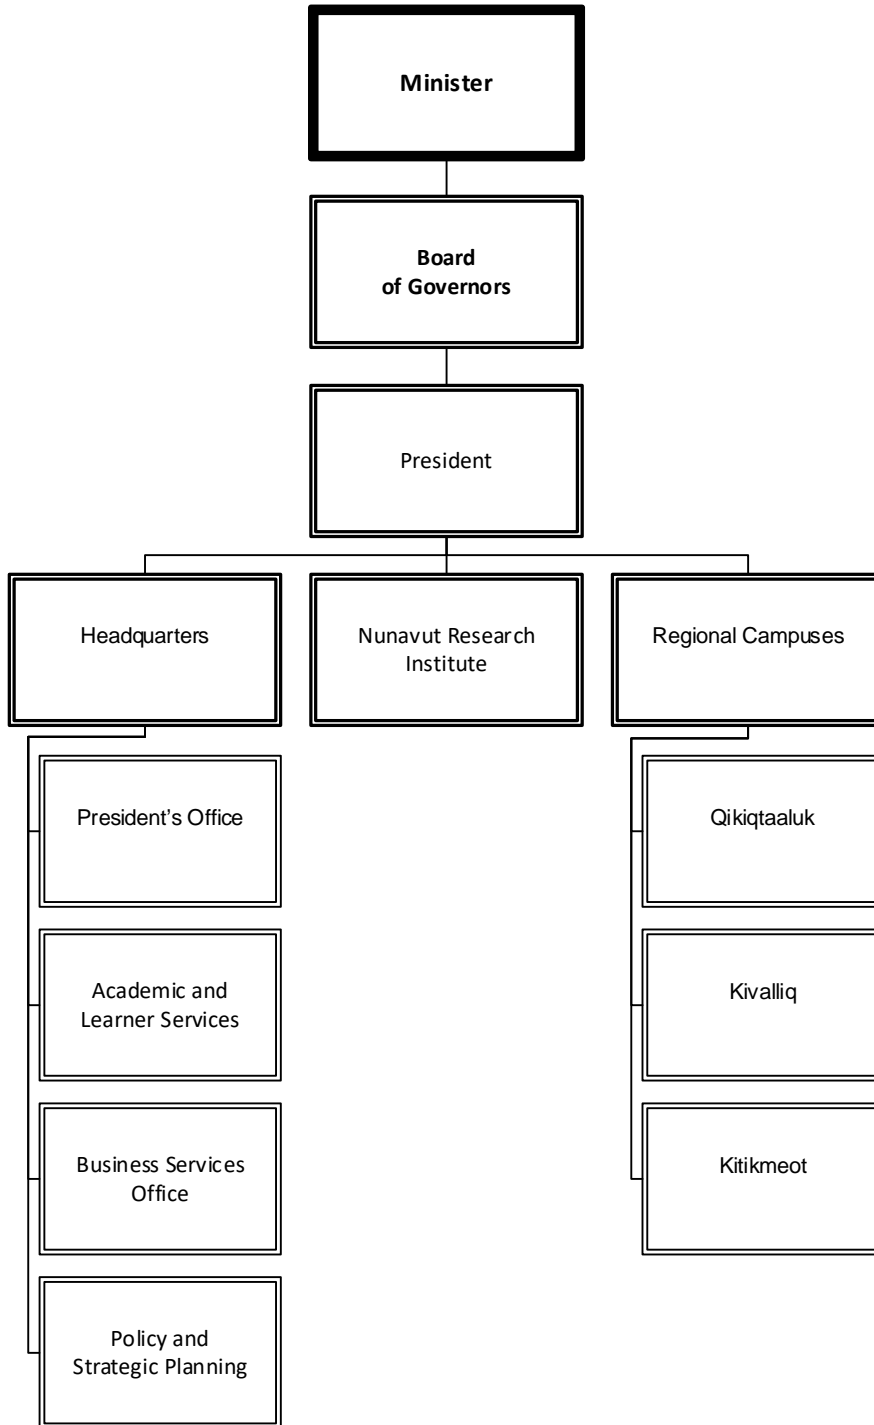 Minister
Board
of Governors
President
Headquarters
Nunavut Research
Institute
Regional Campuses
President’s Office
Qikiqtaaluk
Academic and
Learner Services
Kivalliq
Business Services
Office
Kitikmeot
Policy and
Strategic Planning